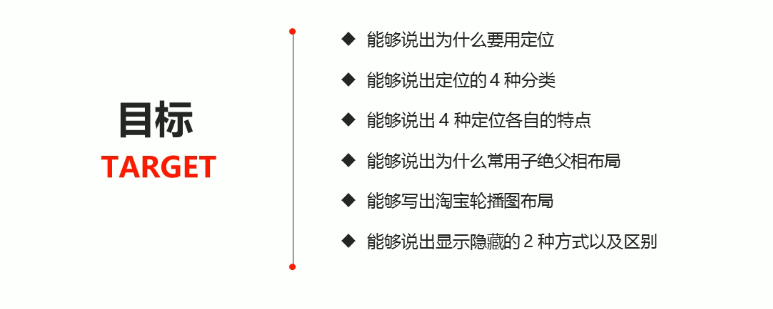 目标
TARGET
◆ 能够说出为什么要用定位
◆ 能够说出定位的 4 种分类
◆ 能够说出 4 种定位各自的特点
◆ 能够说出为什么常用子绝父相布局
◆ 能够写出淘宝轮播图布局
◆ 能够说出显示隐藏的 2 种方式以及区别